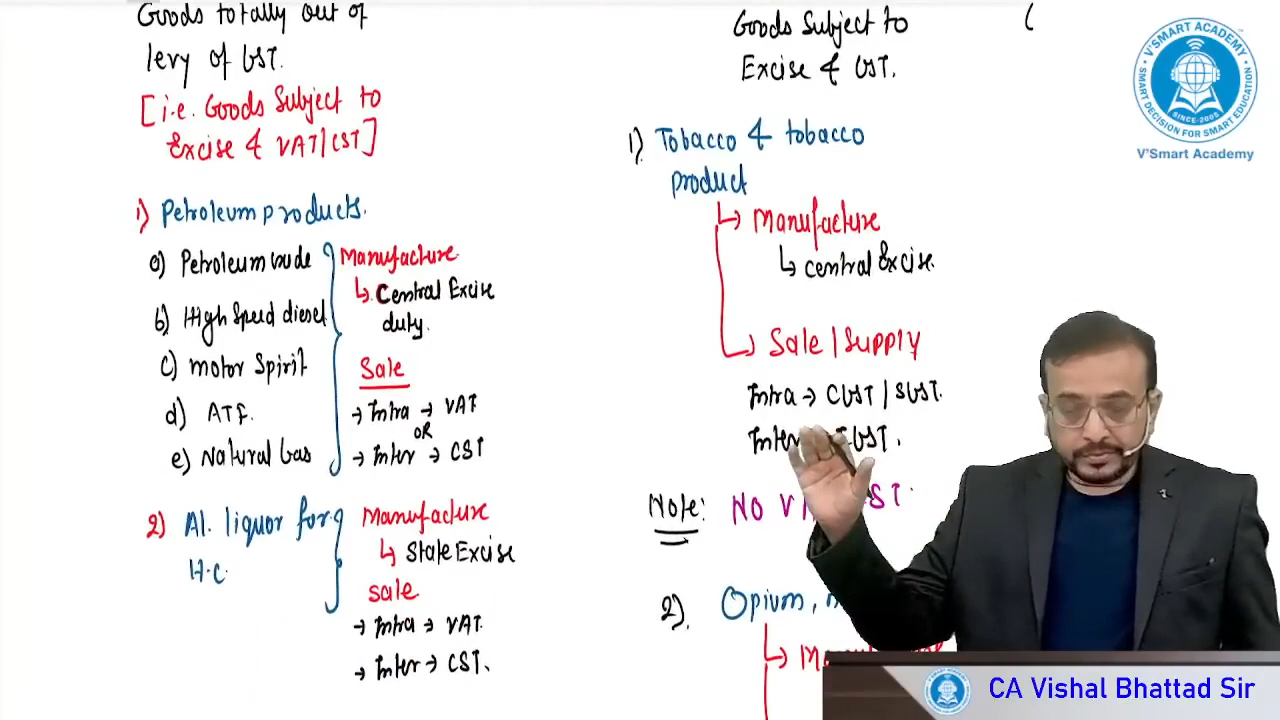 Goods totally out of
levy of GST.
[i.e. Goods Subject to
Excise & VAT/CST]
1) Petroleum products.
a) Petroleum crude
b) High Speed diesel
c) Motor Spirit
d) ATF.
e) Natural Gas
Manufacture
↳ Central Excise
duty.
Sale
→ Intra → VAT
OR
→ Inter → CST
2) Al. liquor for
H.C.
Manufacture
↳ State Excise
Sale
→ Intra → VAT.
→ Inter → CST.
Goods Subject to
Excise & GST.
1) Tobacco & tobacco
product
→ Manufacture
↳ Central Excise.
→ Sale / Supply
Intra → CGST / SGST.
Inter
Note: NO
2). Opium,
V'SMART ACADEMY
SINCE-2005
SMART DECISION FOR SMART EDUCATION
V'Smart Academy
CA Vishal Bhattad Sir